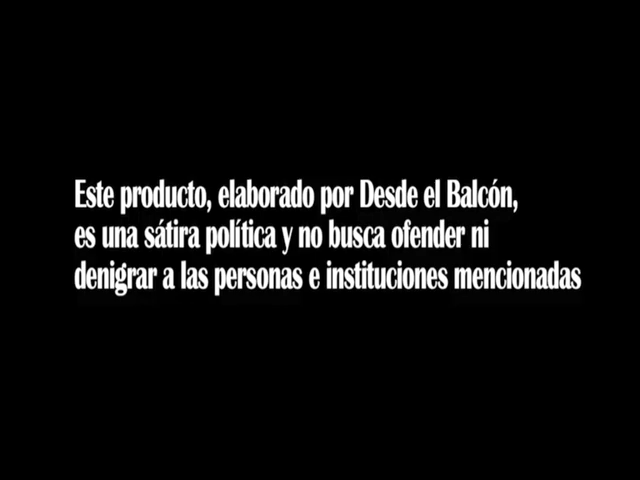 Este producto, elaborado por Desde el Balcón,
es una sátira política y no busca ofender ni
denigrar a las personas e instituciones mencionadas